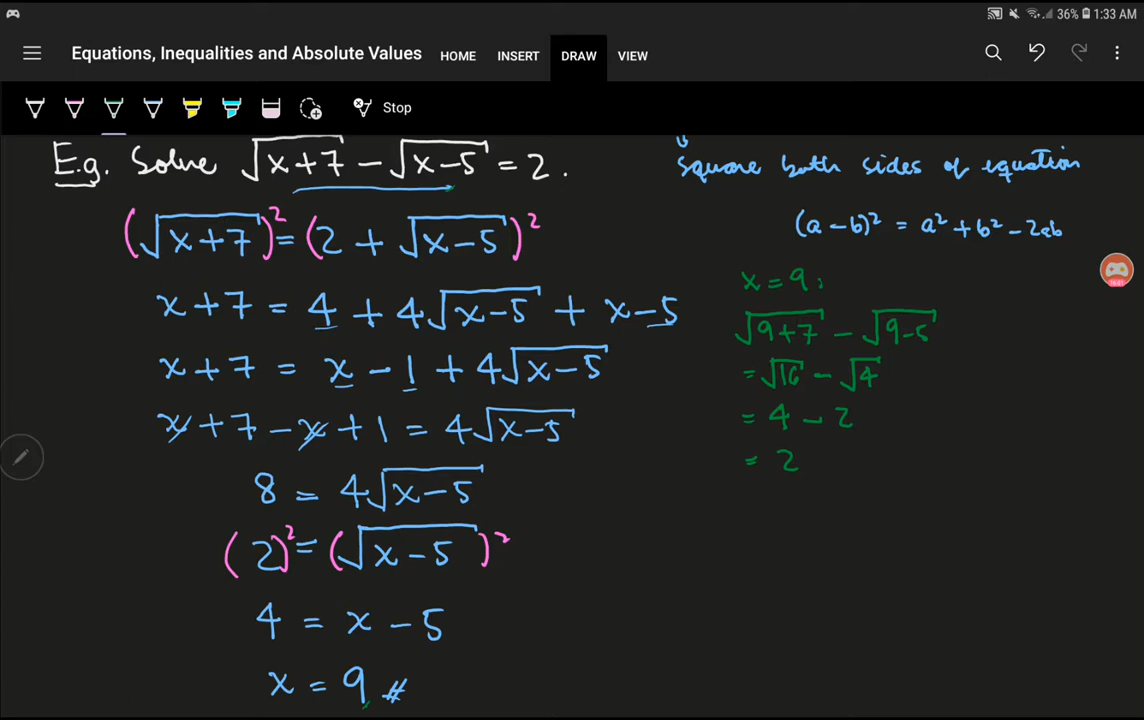 36% 1:33 AM
Equations, Inequalities and Absolute Values HOME INSERT DRAW VIEW
Stop
E.g. Solve √(x+7) − √(x−5) = 2.
(√(x+7))² = (2 + √(x−5))²
x+7 = 4 + 4√(x−5) + x−5
x+7 = x − 1 + 4√(x−5)
x+7 − x + 1 = 4√(x−5)
8 = 4√(x−5)
(2)² = (√(x−5))²
4 = x − 5
x = 9 #
square both sides of equation
(a−b)² = a² + b² − 2ab
x = 9:
√(9+7) − √(9−5)
= √16 − √4
= 4 − 2
= 2